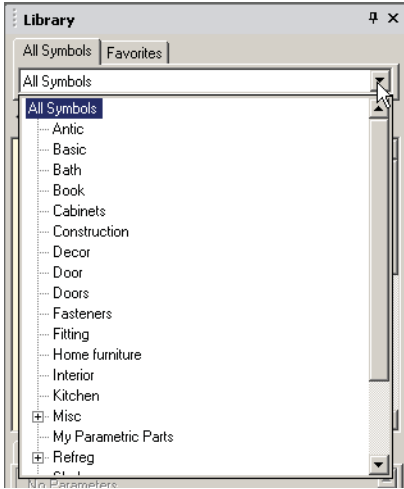 Library
All Symbols Favorites
All Symbols
All Symbols
Antic
Basic
Bath
Book
Cabinets
Construction
Decor
Door
Doors
Fasteners
Fitting
Home furniture
Interior
Kitchen
Misc
My Parametric Parts
Refreg
No Parameters